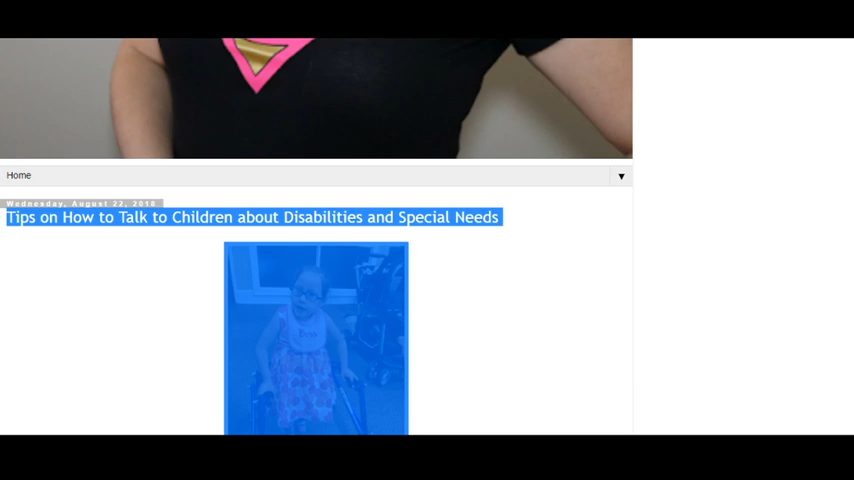 Home
Wednesday, August 22, 2018
Tips on How to Talk to Children about Disabilities and Special Needs